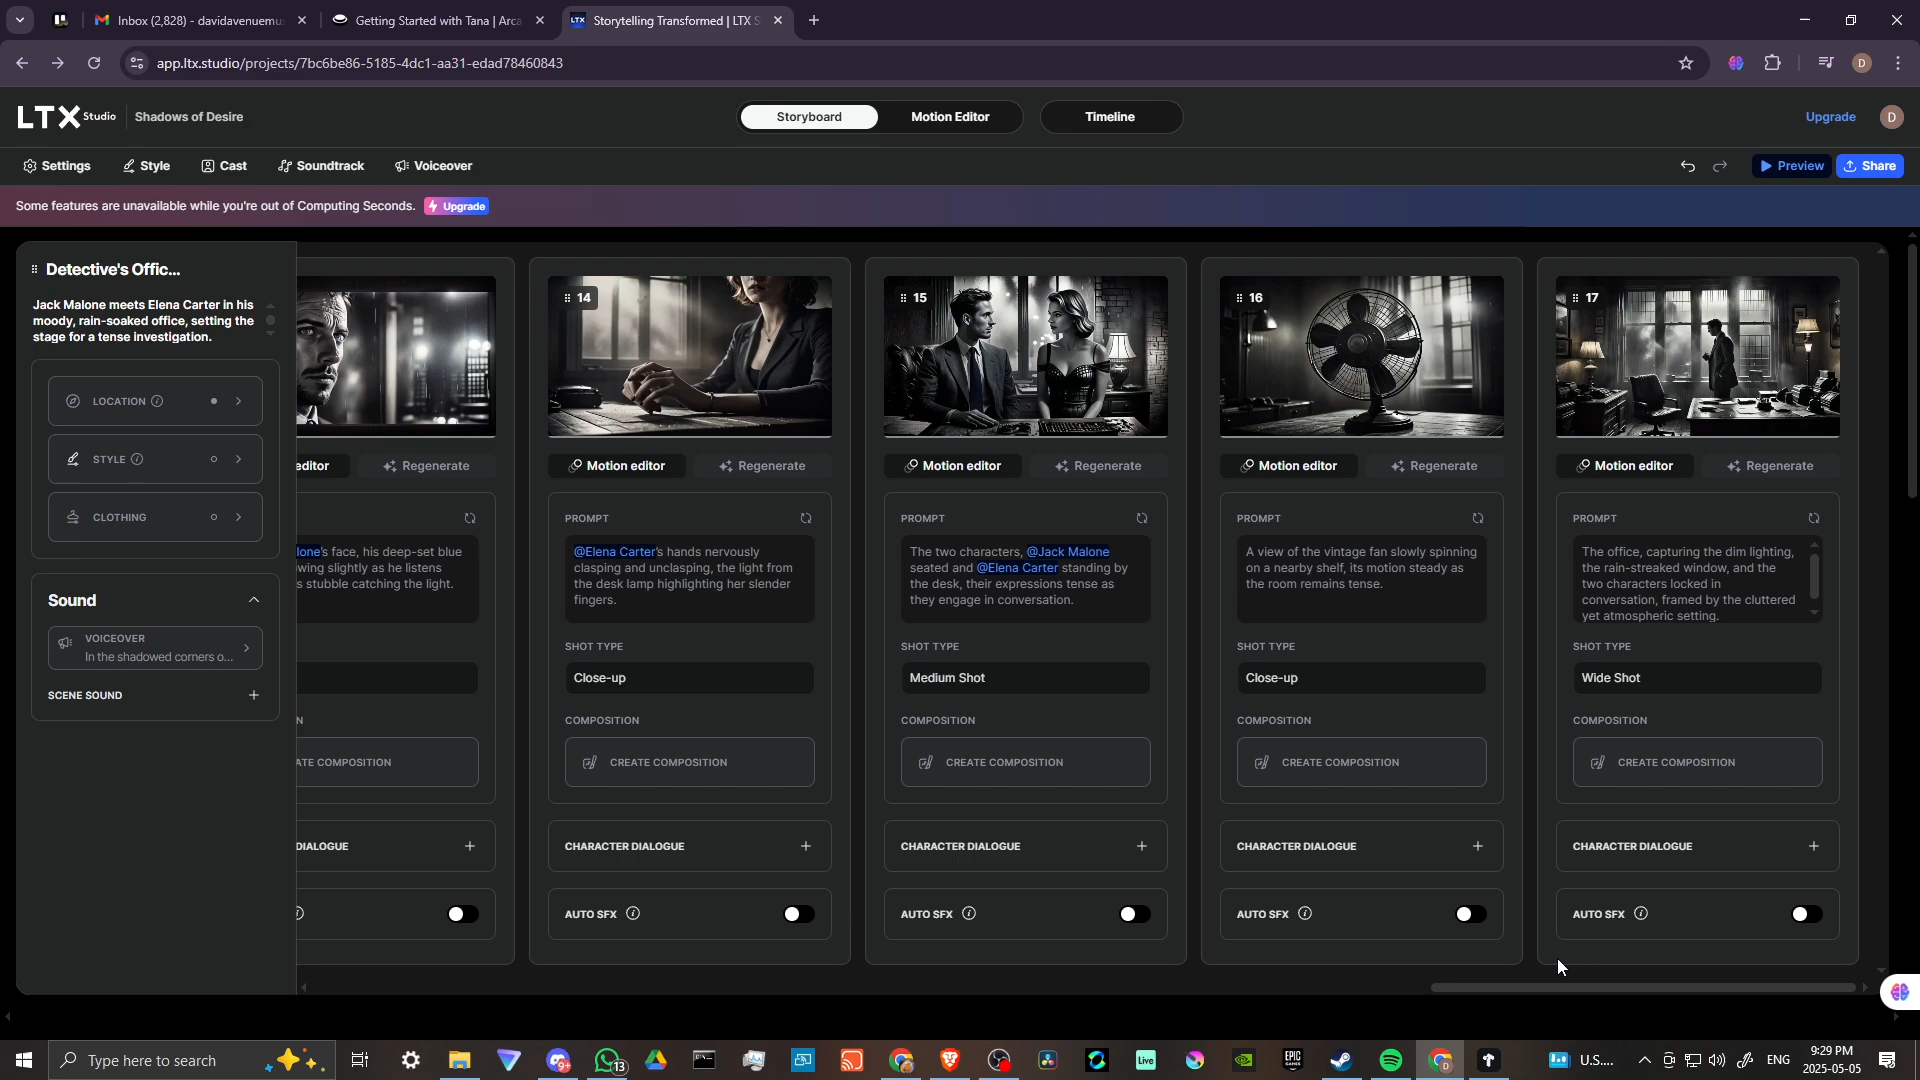 Inbox (2,828) - davidavenuemu
Getting Started with Tana | Arca
LTX
Storytelling Transformed | LTX S
app.ltx.studio/projects/7bc6be86-5185-4dc1-aa31-edad78460843
D
LTX Studio
Shadows of Desire
Storyboard
Motion Editor
Timeline
Upgrade
D
Settings
Style
Cast
Soundtrack
Voiceover
Preview
Share
Some features are unavailable while you're out of Computing Seconds.
Upgrade
Detective's Offic...
Jack Malone meets Elena Carter in his
moody, rain-soaked office, setting the
stage for a tense investigation.
LOCATION
STYLE
CLOTHING
Sound
VOICEOVER
In the shadowed corners o...
SCENE SOUND
editor
Regenerate
lone's face, his deep-set blue
wing slightly as he listens
s stubble catching the light.
N
ATE COMPOSITION
DIALOGUE
14
Motion editor
Regenerate
PROMPT
@Elena Carter's hands nervously
clasping and unclasping, the light from
the desk lamp highlighting her slender
fingers.
SHOT TYPE
Close-up
COMPOSITION
CREATE COMPOSITION
CHARACTER DIALOGUE
AUTO SFX
15
Motion editor
Regenerate
PROMPT
The two characters, @Jack Malone
seated and @Elena Carter standing by
the desk, their expressions tense as
they engage in conversation.
SHOT TYPE
Medium Shot
COMPOSITION
CREATE COMPOSITION
CHARACTER DIALOGUE
AUTO SFX
16
Motion editor
Regenerate
PROMPT
A view of the vintage fan slowly spinning
on a nearby shelf, its motion steady as
the room remains tense.
SHOT TYPE
Close-up
COMPOSITION
CREATE COMPOSITION
CHARACTER DIALOGUE
AUTO SFX
17
Motion editor
Regenerate
PROMPT
The office, capturing the dim lighting,
the rain-streaked window, and the
two characters locked in
conversation, framed by the cluttered
yet atmospheric setting.
SHOT TYPE
Wide Shot
COMPOSITION
CREATE COMPOSITION
CHARACTER DIALOGUE
AUTO SFX
Type here to search
9+
13
Live
EPIC GAMES
D
U.S....
ENG
9:29 PM
2025-05-05